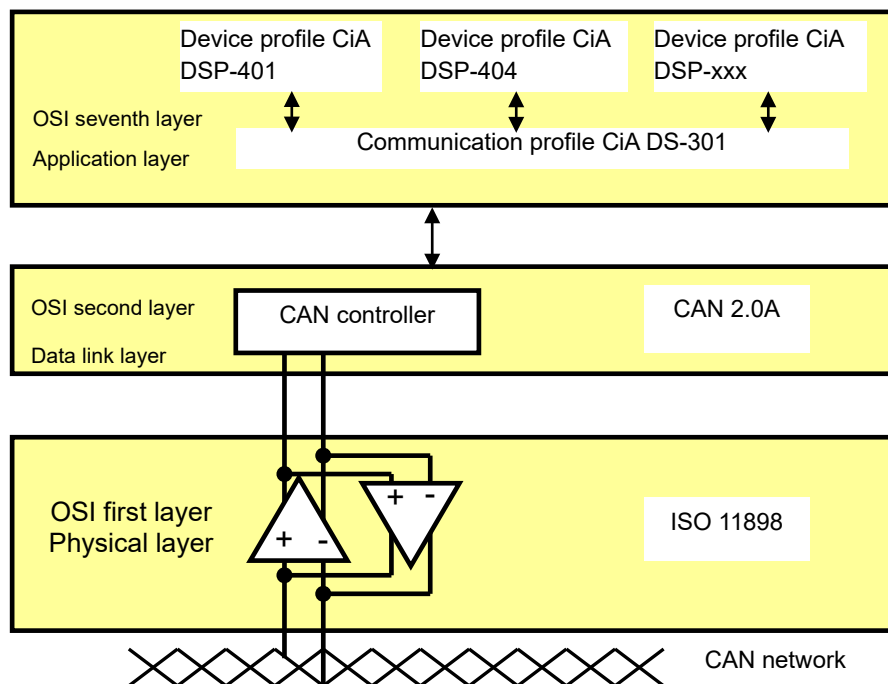 Device profile CiA
DSP-401
Device profile CiA
DSP-404
Device profile CiA
DSP-xxx
OSI seventh layer
Application layer
Communication profile CiA DS-301
OSI second layer
Data link layer
CAN controller
CAN 2.0A
OSI first layer
Physical layer
+ -
+ -
ISO 11898
CAN network